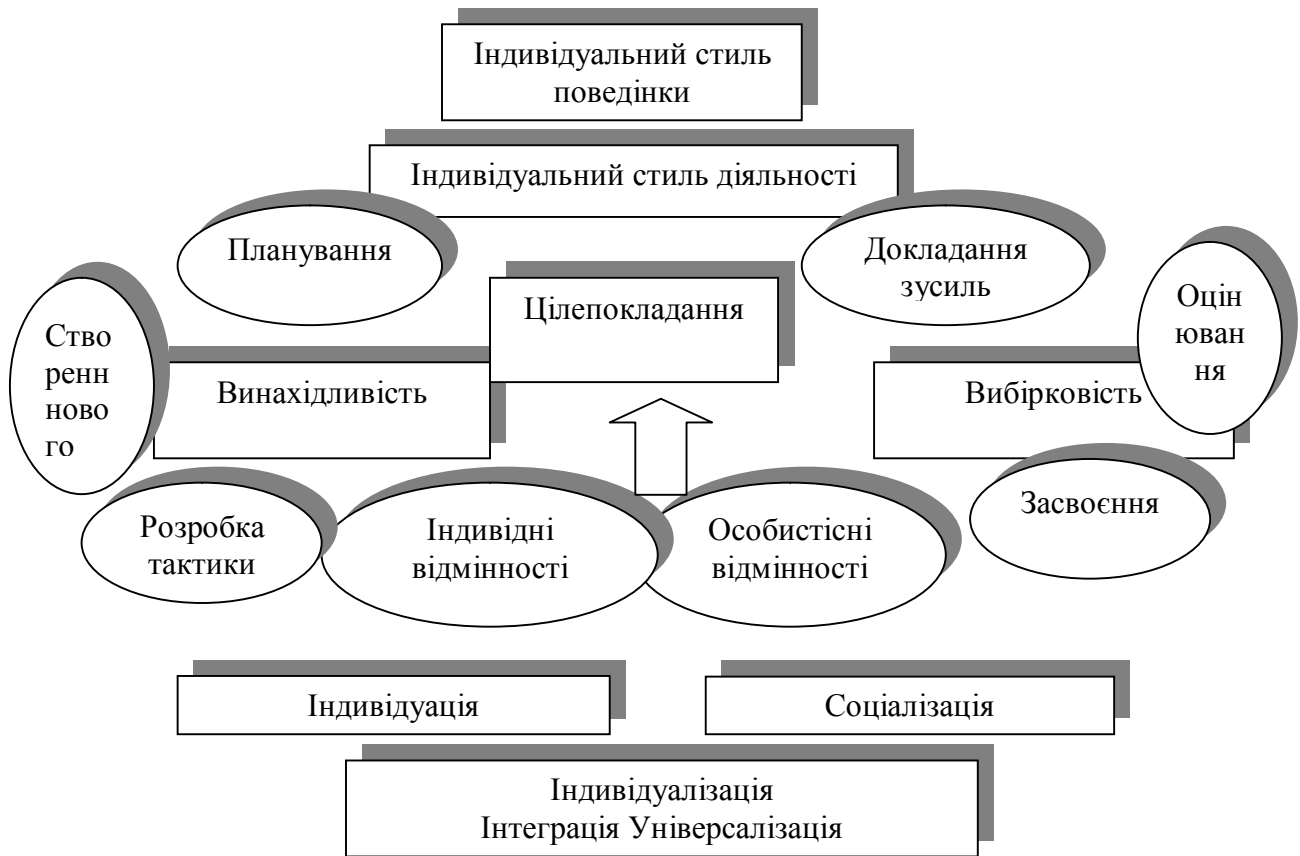 Індивідуальний стиль
поведінки
Індивідуальний стиль діяльності
Планування
Докладання
зусиль
Цілепокладання
Оцін
юван
ня
Ство
ренн
ново
го
Винахідливість
Вибірковість
Розробка
тактики
Індивідні
відмінності
Особистісні
відмінності
Засвоєння
Індивідуація
Соціалізація
Індивідуалізація
Інтеграція Універсалізація